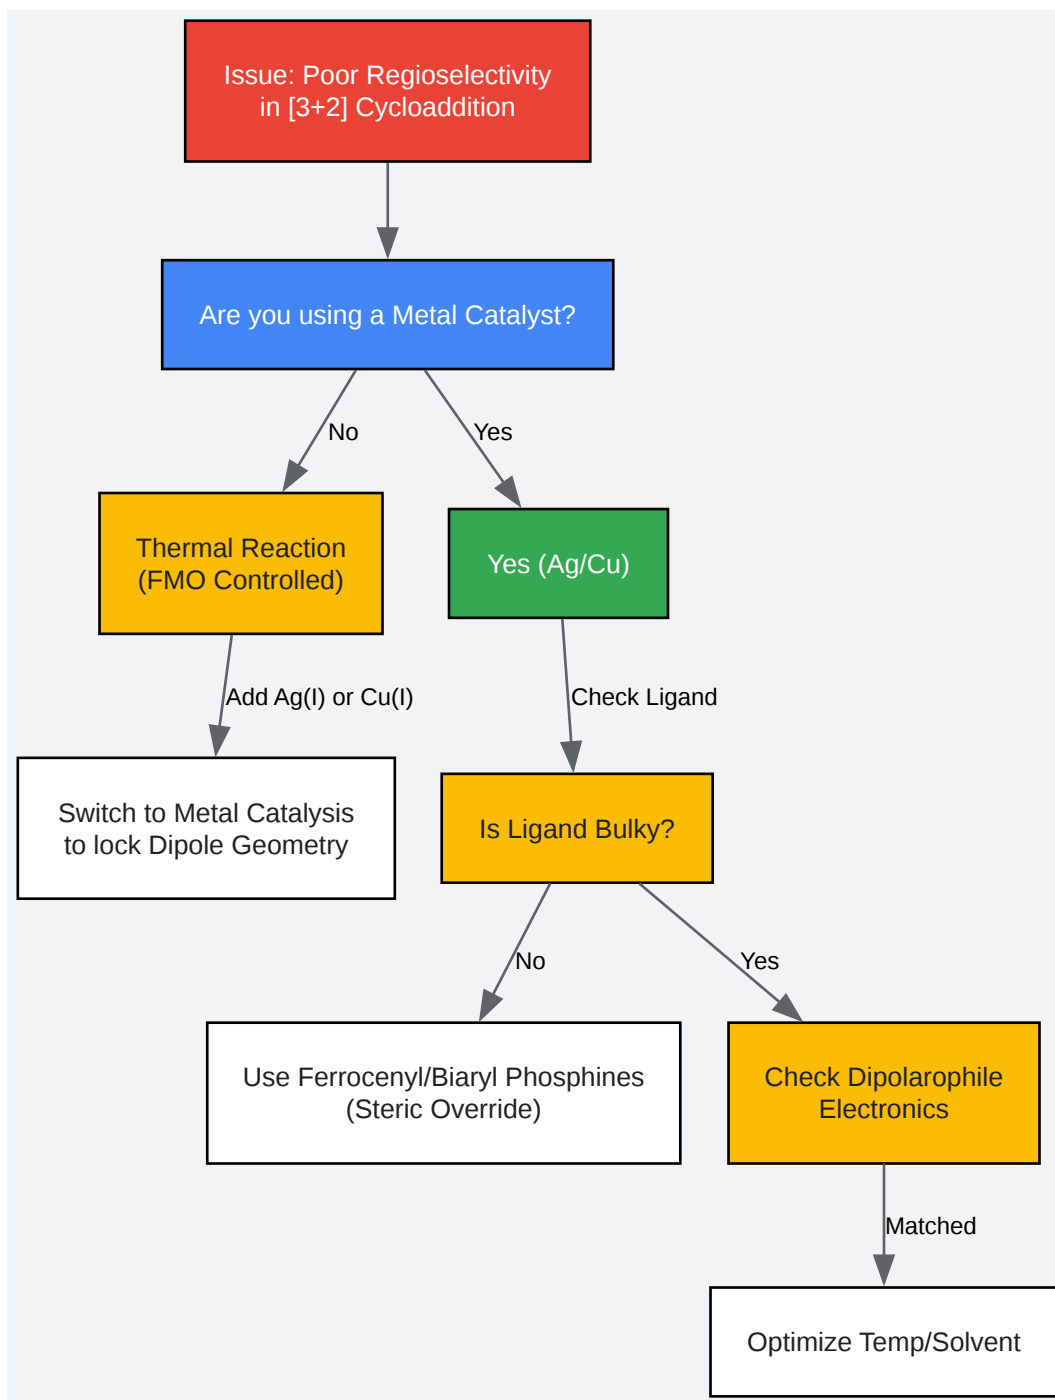 Issue: Poor Regioselectivity
in [3+2] Cycloaddition
Are you using a Metal Catalyst?
No
Yes
Thermal Reaction
(FMO Controlled)
Yes (Ag/Cu)
Add Ag(I) or Cu(I)
Check Ligand
Switch to Metal Catalysis
to lock Dipole Geometry
Is Ligand Bulky?
No
Yes
Use Ferrocenyl/Biaryl Phosphines
(Steric Override)
Check Dipolarophile
Electronics
Matched
Optimize Temp/Solvent